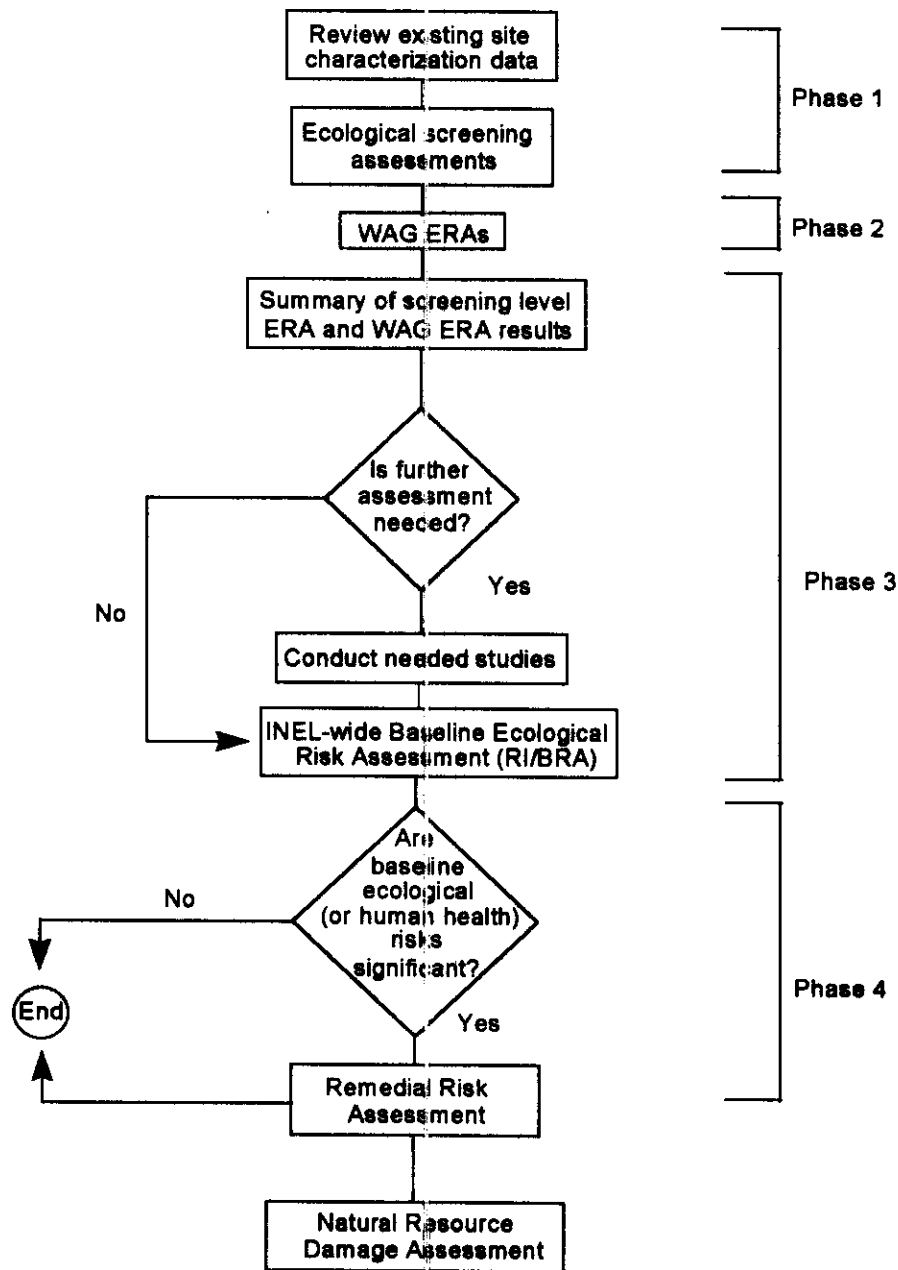 Review existing site
characterization data
Phase 1
Ecological screening
assessments
WAG ERAs
Phase 2
Summary of screening level
ERA and WAG ERA results
Is further
assessment
needed?
Yes
No
Phase 3
Conduct needed studies
INEL-wide Baseline Ecological
Risk Assessment (RI/BRA)
Are
baseline
ecological
(or human health)
risks
significant?
No
End
Yes
Phase 4
Remedial Risk
Assessment
Natural Resource
Damage Assessment